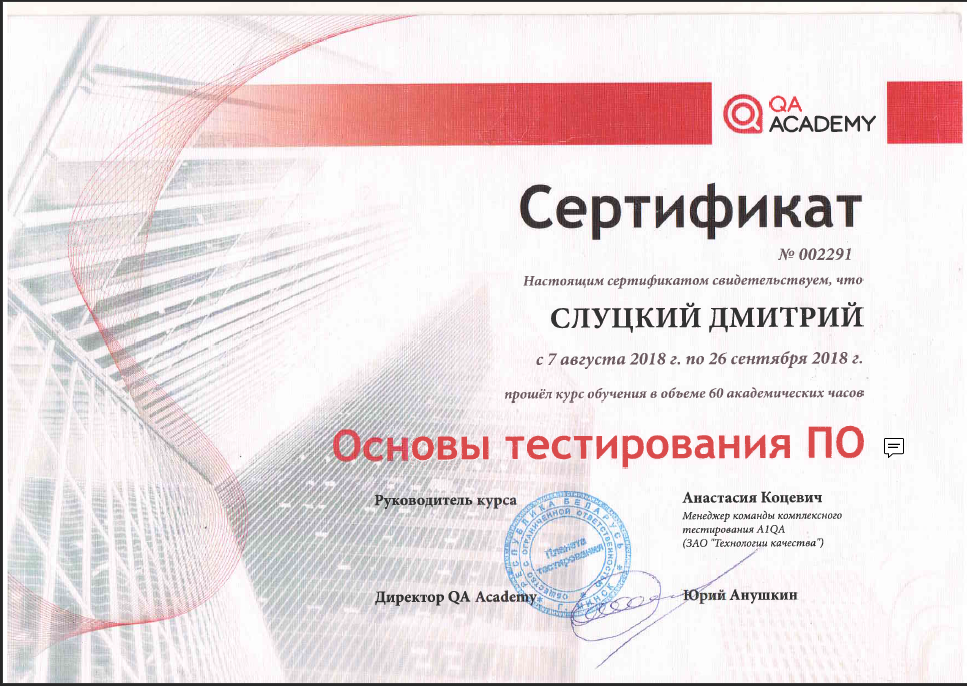 QA
ACADEMY
Сертификат
№ 002291
Настоящим сертификатом свидетельствуем, что
СЛУЦКИЙ ДМИТРИЙ
с 7 августа 2018 г. по 26 сентября 2018 г.
прошёл курс обучения в объеме 60 академических часов
Основы тестирования ПО
Руководитель курса
Анастасия Коцевич
Менеджер команды комплексного
тестирования A1QA
(ЗАО "Технологии качества")
РЕСПУБЛИКА БЕЛАРУСЬ
ОБЩЕСТВО С ОГРАНИЧЕННОЙ ОТВЕТСТВЕННОСТЬЮ
Планета
тестирования
Г. МИНСК
Директор QA Academy
Юрий Анушкин